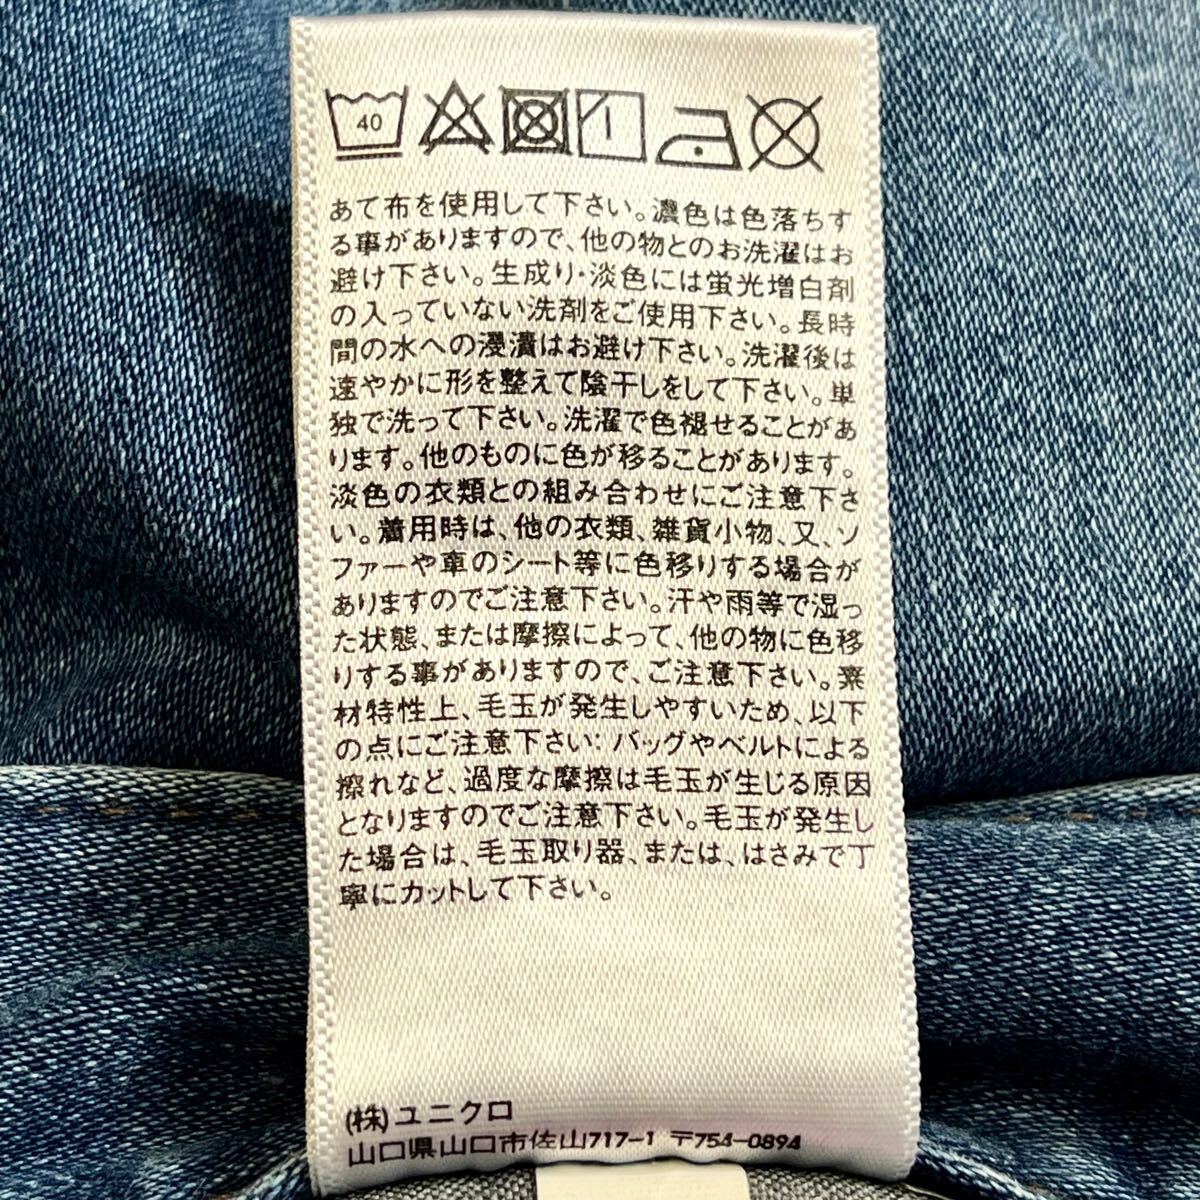 40
あて布を使用して下さい。濃色は色落ちす
る事がありますので、他の物とのお洗濯はお
避け下さい。生成り・淡色には蛍光増白剤
の入っていない洗剤をご使用下さい。長時
間の水への浸漬はお避け下さい。洗濯後は
速やかに形を整えて陰干しをして下さい。単
独で洗って下さい。洗濯で色褪せることがあ
ります。他のものに色が移ることがあります。
淡色の衣類との組み合わせにご注意下さ
い。着用時は、他の衣類、雑貨小物、又、ソ
ファーや車のシート等に色移りする場合が
ありますのでご注意下さい。汗や雨等で湿っ
た状態、または摩擦によって、他の物に色移
りする事がありますので、ご注意下さい。素
材特性上、毛玉が発生しやすいため、以下
の点にご注意下さい：バッグやベルトによる
擦れなど、過度な摩擦は毛玉が生じる原因
となりますのでご注意下さい。毛玉が発生し
た場合は、毛玉取り器、または、はさみで丁
寧にカットして下さい。
(株)ユニクロ
山口県山口市佐山717-1 〒754-0894